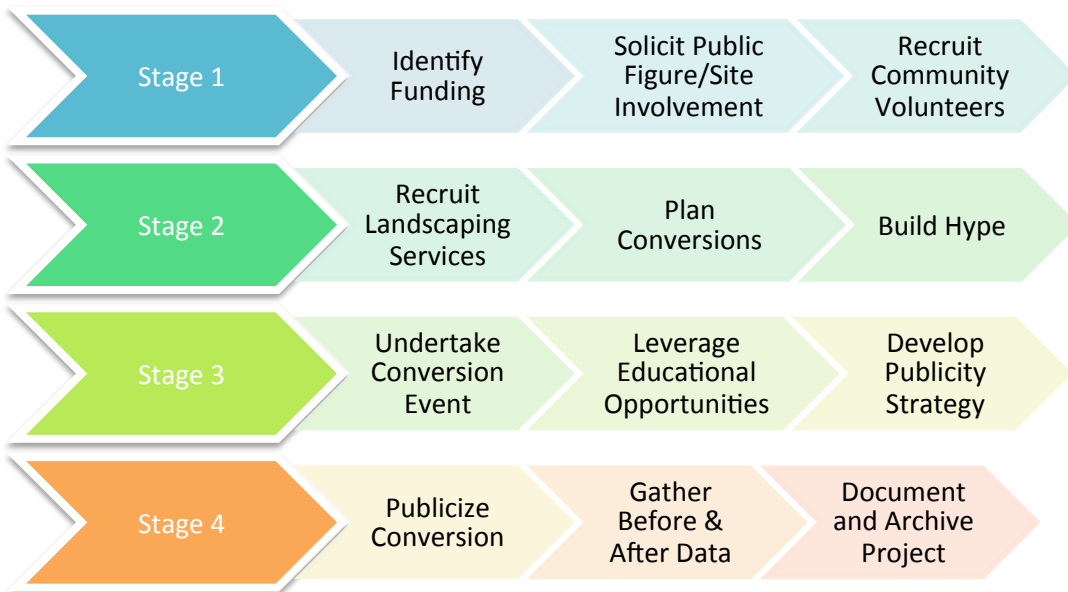 Stage 1
Identify
Funding
Solicit Public
Figure/Site
Involvement
Recruit
Community
Volunteers
Stage 2
Recruit
Landscaping
Services
Plan
Conversions
Build Hype
Stage 3
Undertake
Conversion
Event
Leverage
Educational
Opportunities
Develop
Publicity
Strategy
Stage 4
Publicize
Conversion
Gather
Before &
After Data
Document
and Archive
Project